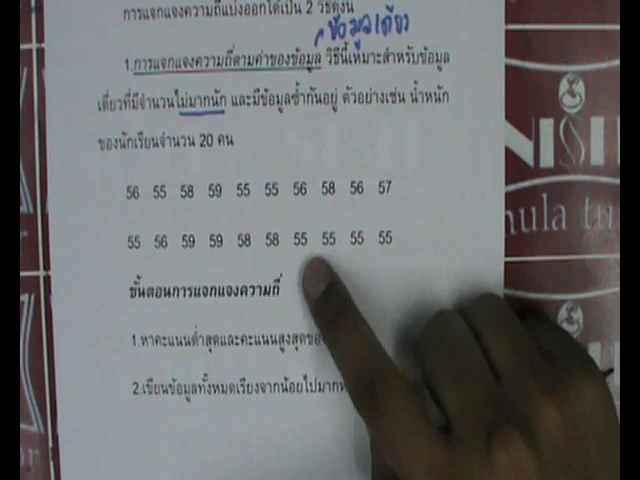 การแจกแจงความถี่แบ่งออกได้เป็น 2 วิธีดังนี้
ข้อมูลเดี่ยว
1.การแจกแจงความถี่ตามค่าของข้อมูล วิธีนี้เหมาะสำหรับข้อมูล
เดี่ยวที่มีจำนวนไม่มากนัก และมีข้อมูลซ้ำกันอยู่ ตัวอย่างเช่น น้ำหนัก
ของนักเรียนจำนวน 20 คน
56 55 58 59 55 55 56 58 56 57
55 56 59 59 58 58 55 55 55 55
ขั้นตอนการแจกแจงความถี่
1.หาคะแนนต่ำสุดและคะแนนสูงสุดของ
2.เขียนข้อมูลทั้งหมดเรียงจากน้อยไปมาก